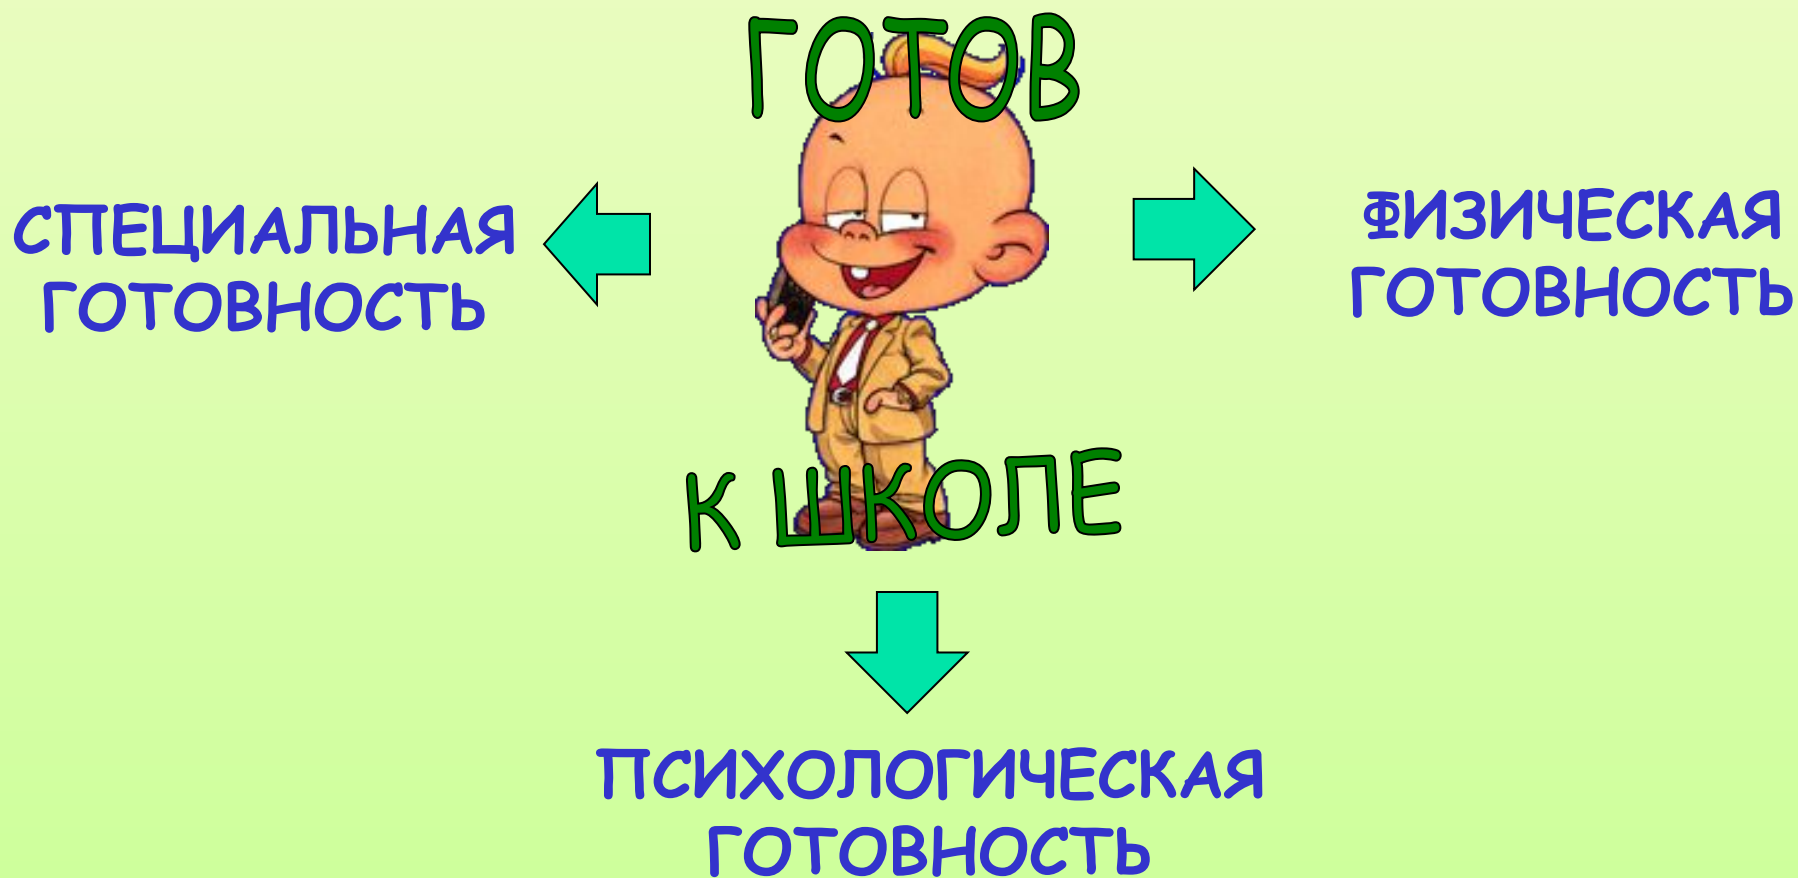 ГОТОВ
К ШКОЛЕ
СПЕЦИАЛЬНАЯ
ГОТОВНОСТЬ
ФИЗИЧЕСКАЯ
ГОТОВНОСТЬ
ПСИХОЛОГИЧЕСКАЯ
ГОТОВНОСТЬ